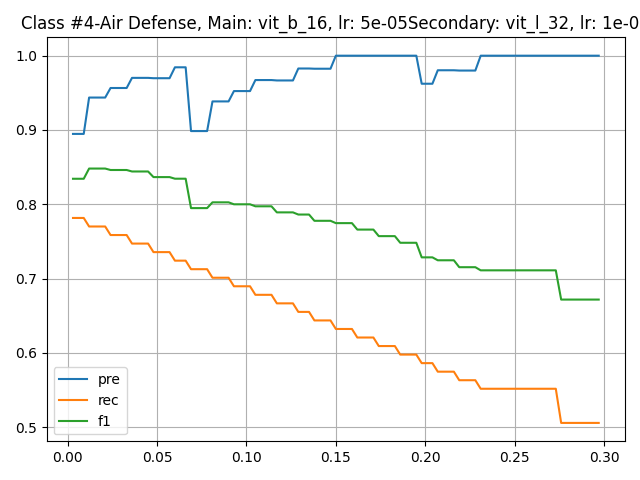 Class #4-Air Defense, Main: vit_b_16, lr: 5e-05Secondary: vit_l_32, lr: 1e-0
1.0
0.9
0.8
0.7
0.6
0.5
pre
rec
f1
0.00 0.05 0.10 0.15 0.20 0.25 0.30